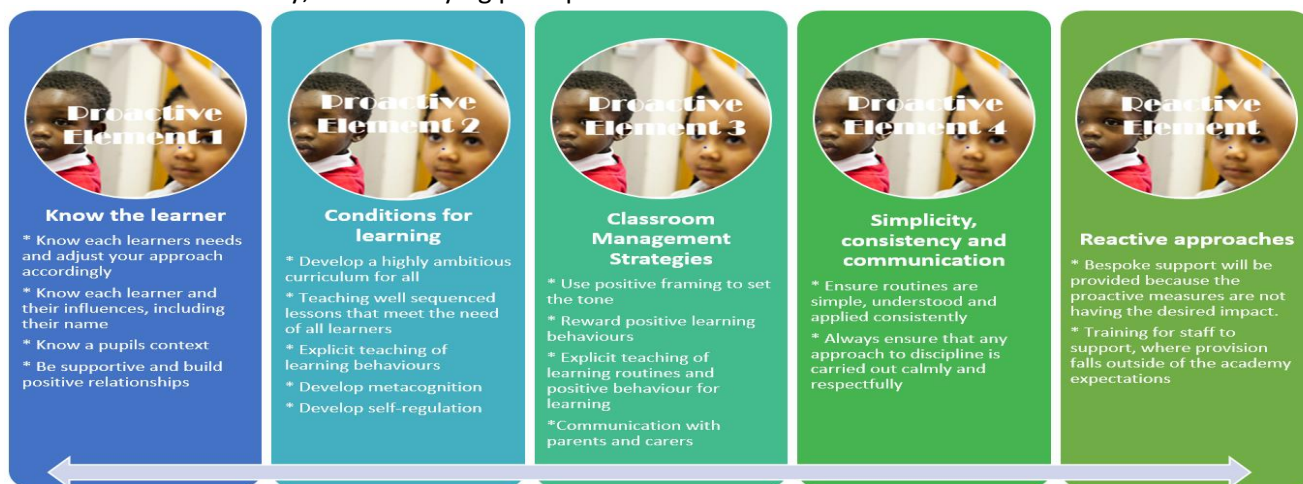 Proactive
Element 1
Know the learner
* Know each learners needs
and adjust your approach
accordingly
* Know each learner and
their influences, including
their name
* Know a pupils context
* Be supportive and build
positive relationships
Proactive
Element 2
Conditions for
learning
* Develop a highly ambitious
curriculum for all
* Teaching well sequenced
lessons that meet the need
of all learners
* Explicit teaching of
learning behaviours
* Develop metacognition
* Develop self-regulation
Proactive
Element 3
Classroom
Management
Strategies
* Use positive framing to set
the tone
* Reward positive learning
behaviours
* Explicit teaching of
learning routines and
positive behaviour for
learning
*Communication with
parents and carers
Proactive
Element 4
Simplicity,
consistency and
communication
* Ensure routines are
simple, understood and
applied consistently
* Always ensure that any
approach to discipline is
carried out calmly and
respectfully
Reactive
Element
Reactive approaches
* Bespoke support will be
provided because the
proactive measures are not
having the desired impact.
* Training for staff to
support, where provision
falls outside of the academy
expectations